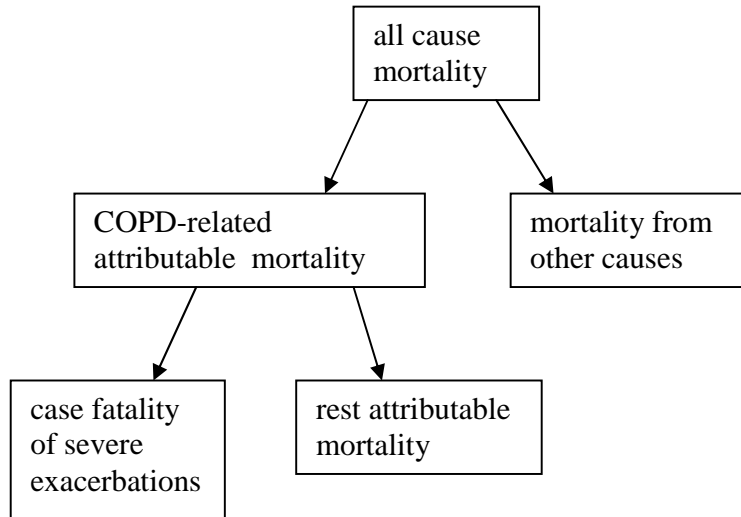 all cause
mortality
COPD-related
attributable mortality
mortality from
other causes
case fatality
of severe
exacerbations
rest attributable
mortality